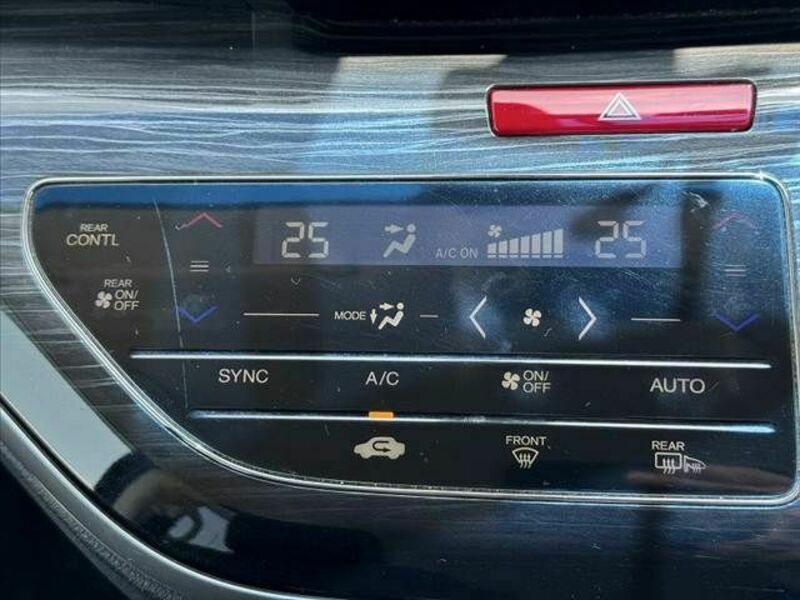 REAR
CONTL
25
A/C ON
25
REAR
ON/
OFF
MODE
SYNC
A/C
ON/
OFF
AUTO
FRONT
REAR